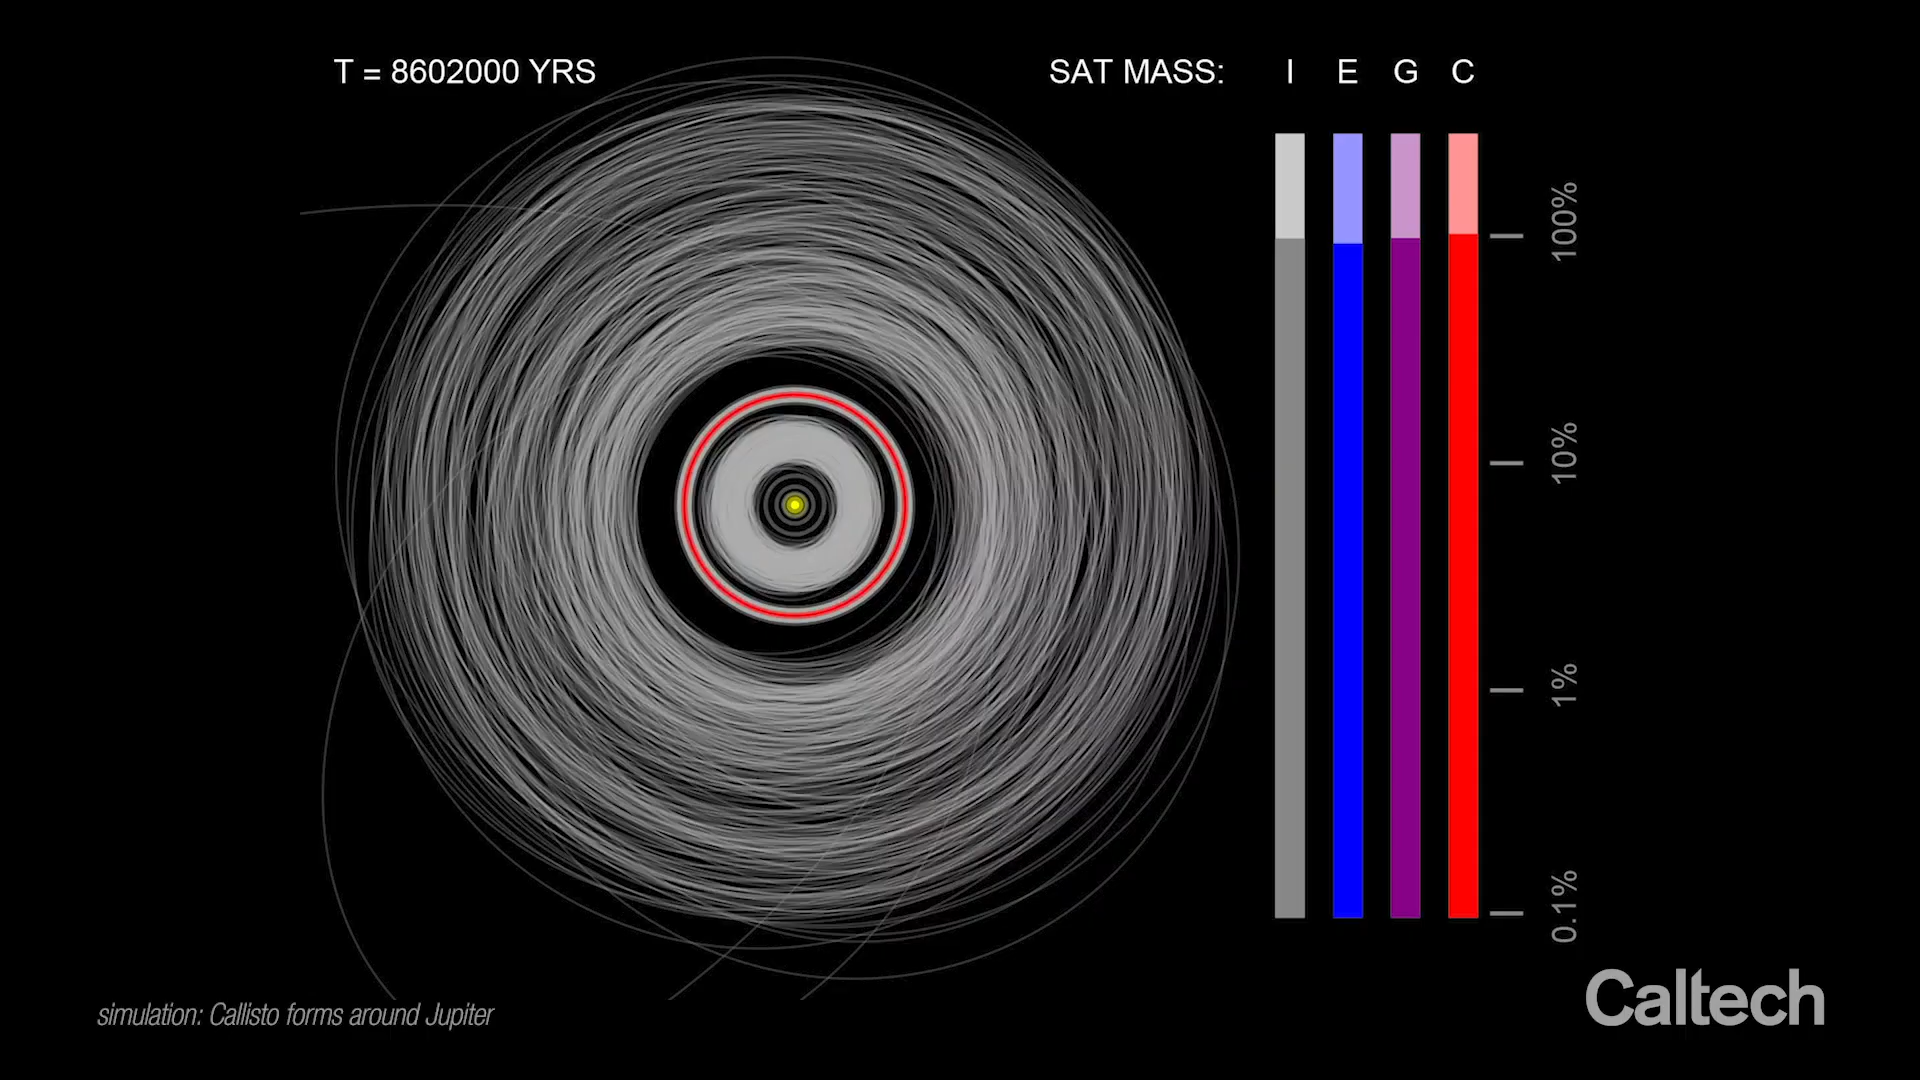 T = 8602000 YRS
SAT MASS: I E G C
100%
10%
1%
0.1%
simulation: Callisto forms around Jupiter
Caltech